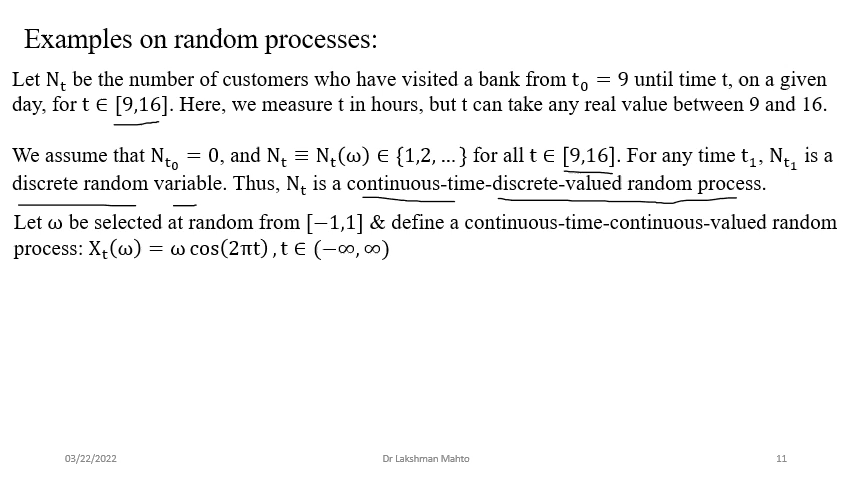 Examples on random processes:
Let Nₜ be the number of customers who have visited a bank from t₀ = 9 until time t, on a given
day, for t ∈ [9,16]. Here, we measure t in hours, but t can take any real value between 9 and 16.
We assume that Nₜ₀ = 0, and Nₜ ≡ Nₜ(ω) ∈ {1,2, … } for all t ∈ [9,16]. For any time t₁, Nₜ₁ is a
discrete random variable. Thus, Nₜ is a continuous-time-discrete-valued random process.
Let ω be selected at random from [−1,1] & define a continuous-time-continuous-valued random
process: Xₜ(ω) = ω cos(2πt) , t ∈ (−∞, ∞)
03/22/2022 Dr Lakshman Mahto 11